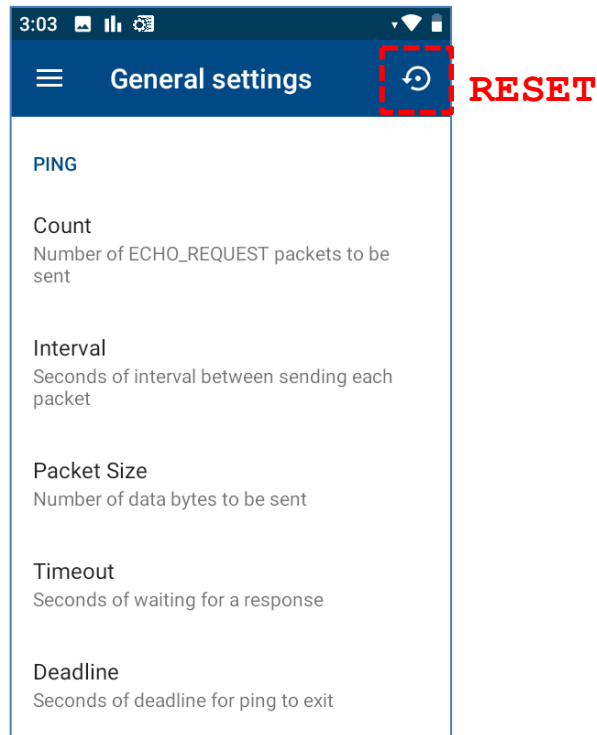 3:03
General settings
RESET
PING
Count
Number of ECHO_REQUEST packets to be
sent
Interval
Seconds of interval between sending each
packet
Packet Size
Number of data bytes to be sent
Timeout
Seconds of waiting for a response
Deadline
Seconds of deadline for ping to exit